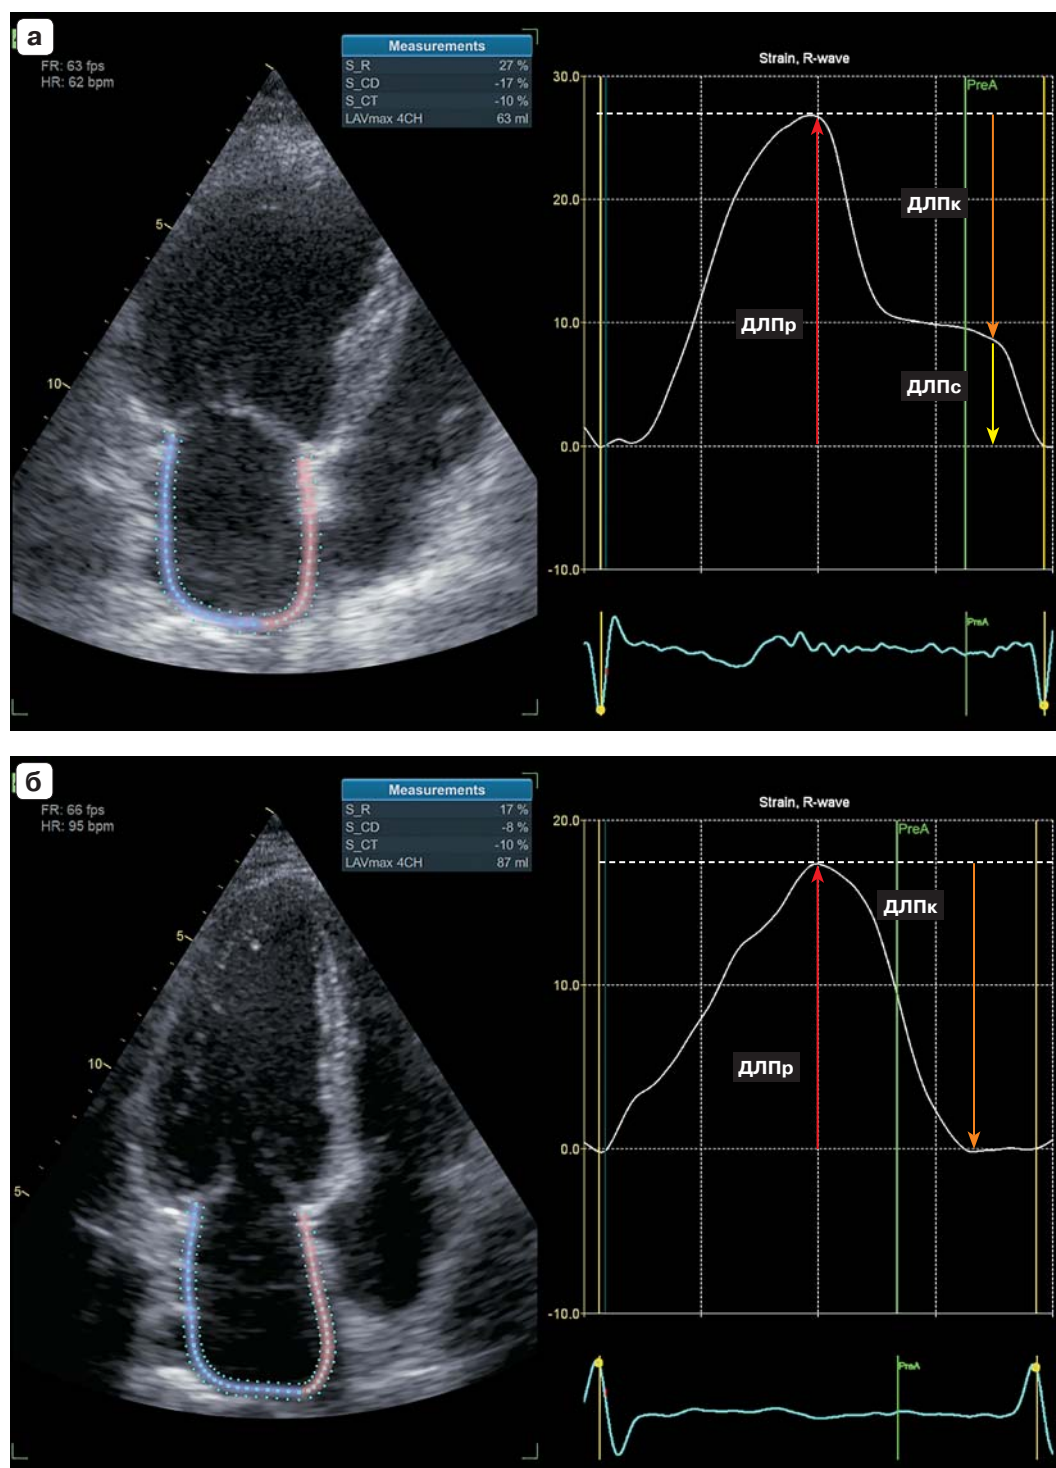 а
FR: 63 fps
HR: 62 bpm
Measurements
S_R 27 %
S_CD -17 %
S_CT -10 %
LAVmax 4CH 63 ml
5
10
Strain, R-wave
30.0
20.0
10.0
0.0
-10.0
PreA
ДЛПк
ДЛПр
ДЛПс
PreA
б
FR: 66 fps
HR: 95 bpm
Measurements
S_R 17 %
S_CD -8 %
S_CT -10 %
LAVmax 4CH 87 ml
5
10
5
Strain, R-wave
20.0
10.0
0.0
-10.0
PreA
ДЛПк
ДЛПр
PreA